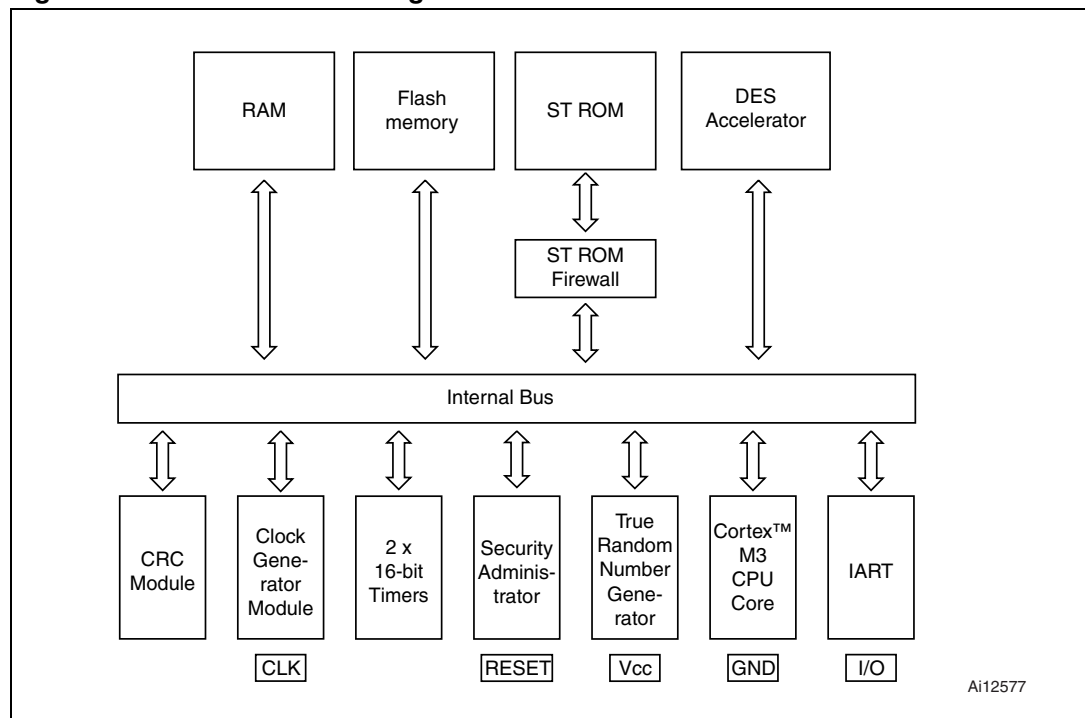 RAM
Flash
memory
ST ROM
DES
Accelerator
ST ROM
Firewall
Internal Bus
CRC
Module
Clock
Gene-
rator
Module
2 x
16-bit
Timers
Security
Adminis-
trator
True
Random
Number
Gene-
rator
Cortex™
M3
CPU
Core
IART
CLK
RESET
Vcc
GND
I/O
Ai12577